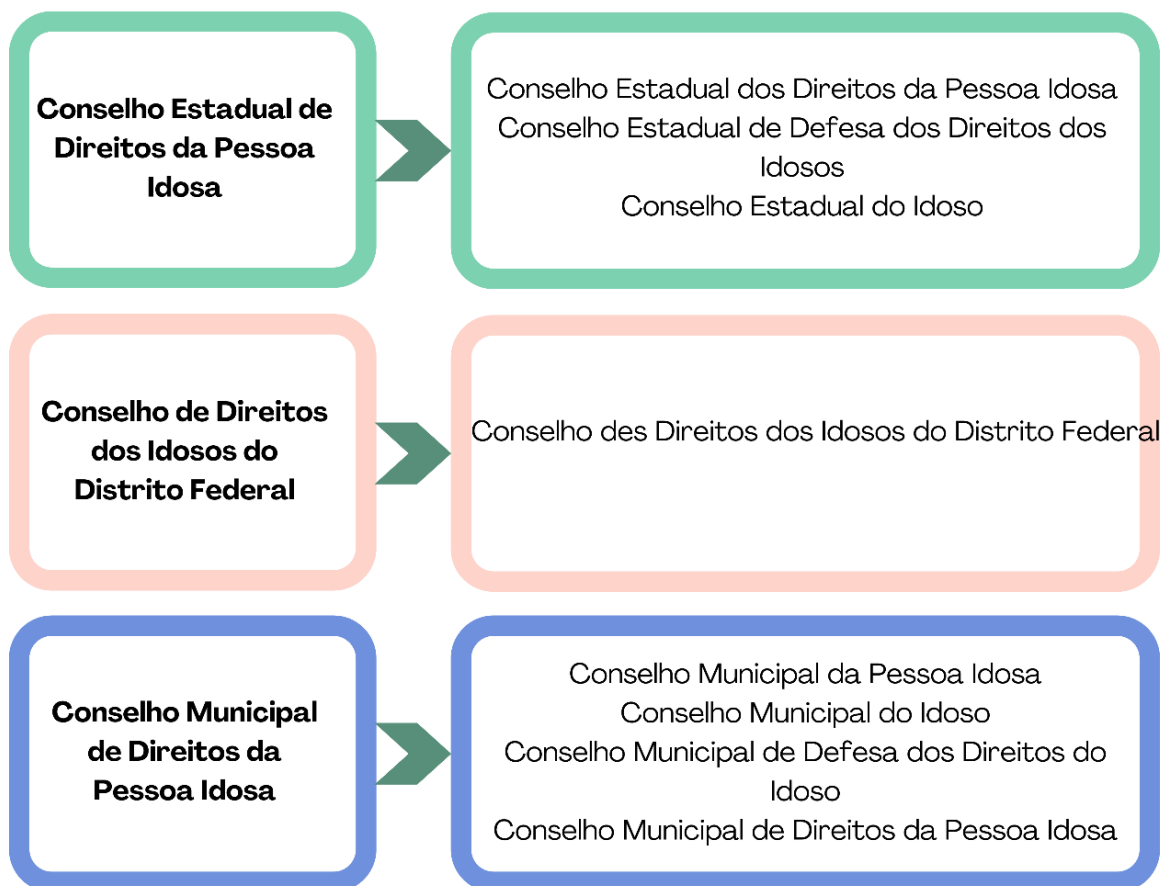 Conselho Estadual de
Direitos da Pessoa
Idosa
Conselho Estadual dos Direitos da Pessoa Idosa
Conselho Estadual de Defesa dos Direitos dos
Idosos
Conselho Estadual do Idoso
Conselho de Direitos
dos Idosos do
Distrito Federal
Conselho des Direitos dos Idosos do Distrito Federal
Conselho Municipal
de Direitos da
Pessoa Idosa
Conselho Municipal da Pessoa Idosa
Conselho Municipal do Idoso
Conselho Municipal de Defesa dos Direitos do
Idoso
Conselho Municipal de Direitos da Pessoa Idosa